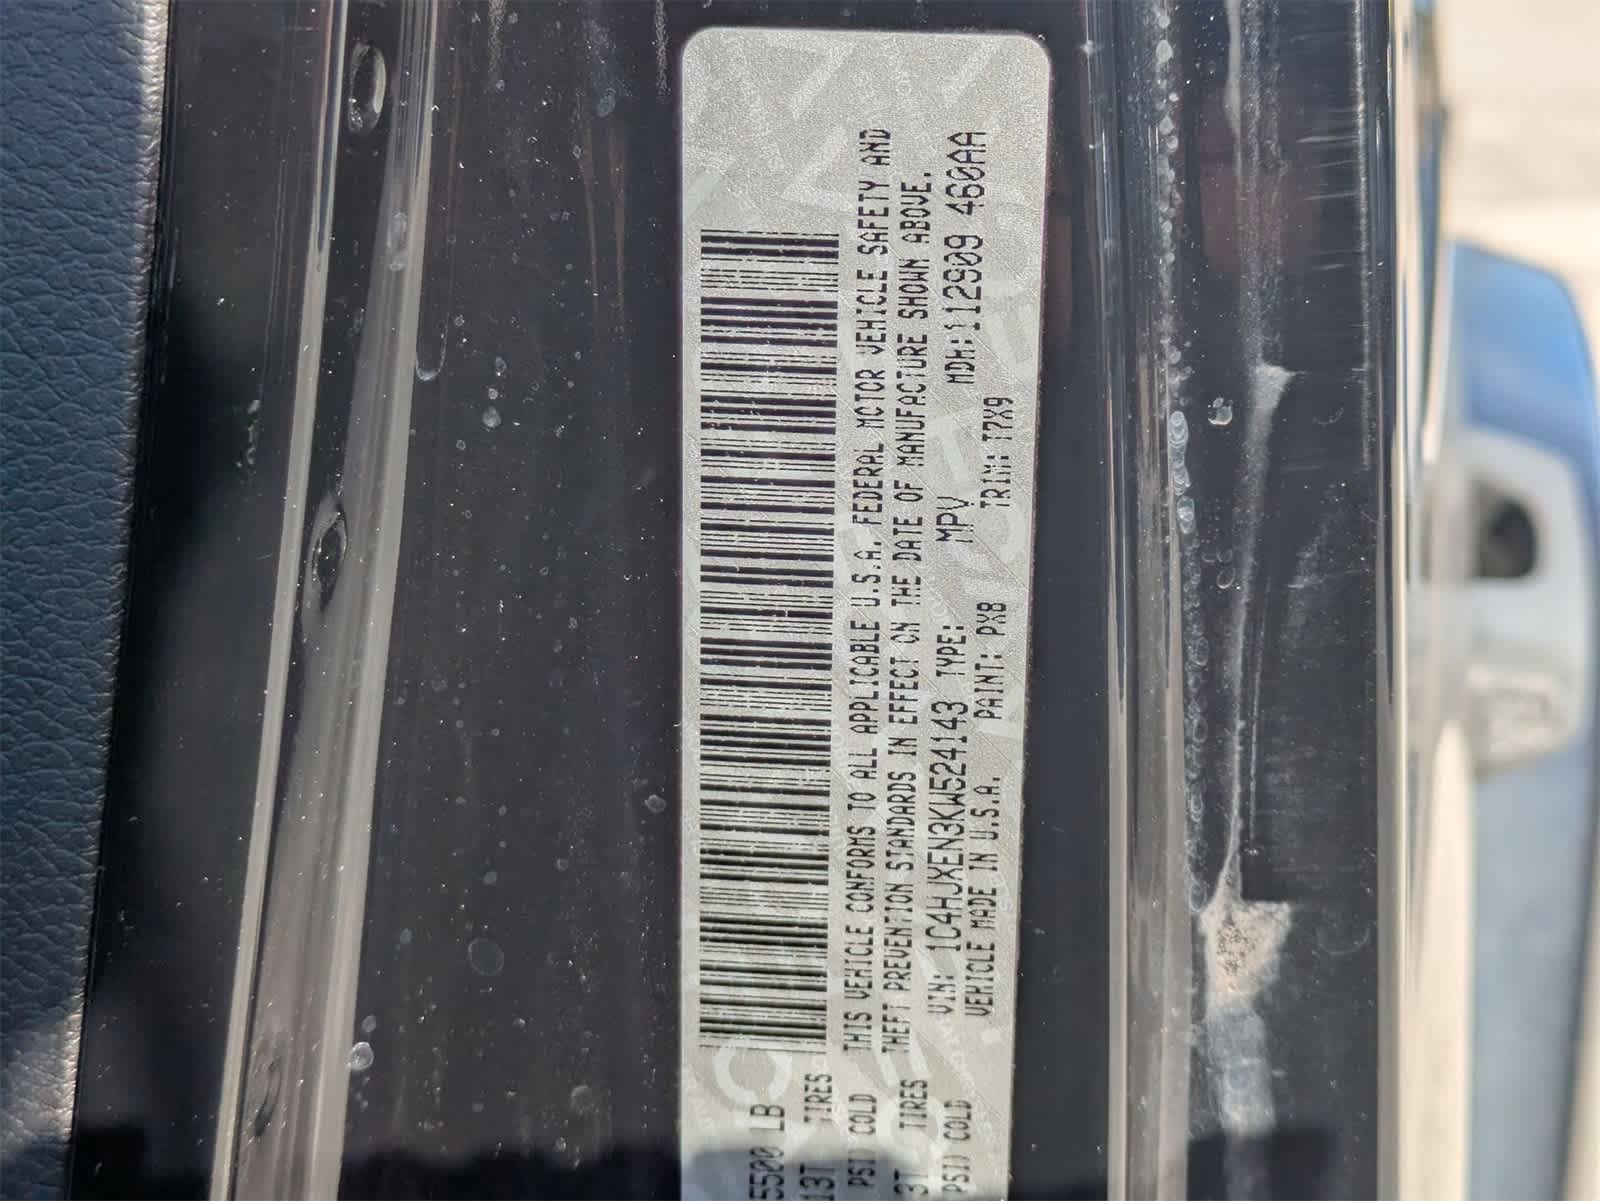 5500 LB
13T TIRES
PSI) COLD
3T TIRES
PSI) COLD
THIS VEHICLE CONFORMS TO ALL APPLICABLE U.S.A. FEDERAL MOTOR VEHICLE SAFETY AND
THEFT PREVENTION STANDARDS IN EFFECT ON THE DATE OF MANUFACTURE SHOWN ABOVE.
VIN: 1C4HJXEN3KW524143 TYPE: MPV MDH:112909 460AA
VEHICLE MADE IN U.S.A. PAINT: PX8 TRIM: T7X9